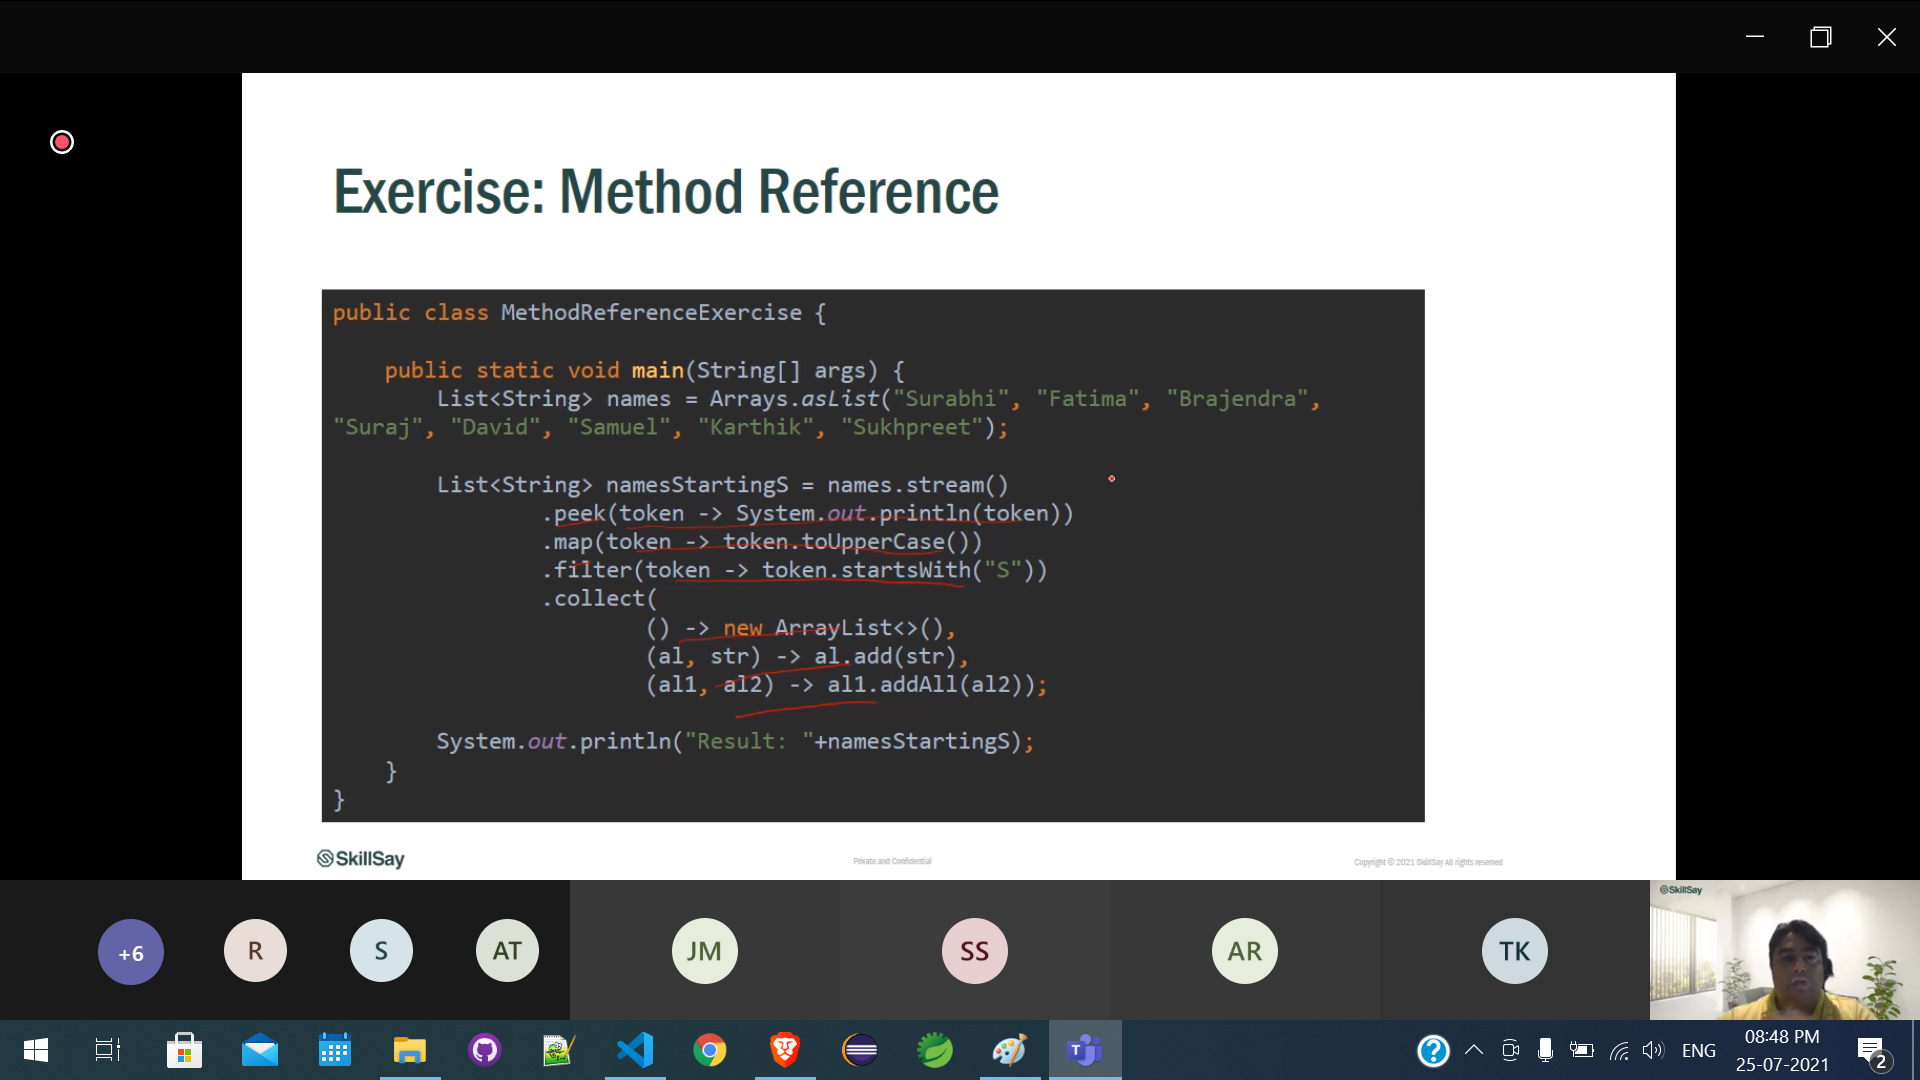 Exercise: Method Reference
public class MethodReferenceExercise {
public static void main(String[] args) {
List<String> names = Arrays.asList("Surabhi", "Fatima", "Brajendra",
"Suraj", "David", "Samuel", "Karthik", "Sukhpreet");
List<String> namesStartingS = names.stream()
.peek(token -> System.out.println(token))
.map(token -> token.toUpperCase())
.filter(token -> token.startsWith("S"))
.collect(
() -> new ArrayList<>(),
(al, str) -> al.add(str),
(al1, al2) -> al1.addAll(al2));
System.out.println("Result: "+namesStartingS);
}
}
SkillSay
Private and Confidential
Copyright © 2021 SkillSay All rights reserved
+6
R
S
AT
JM
SS
AR
TK
SkillSay
ENG
08:48 PM
25-07-2021
2